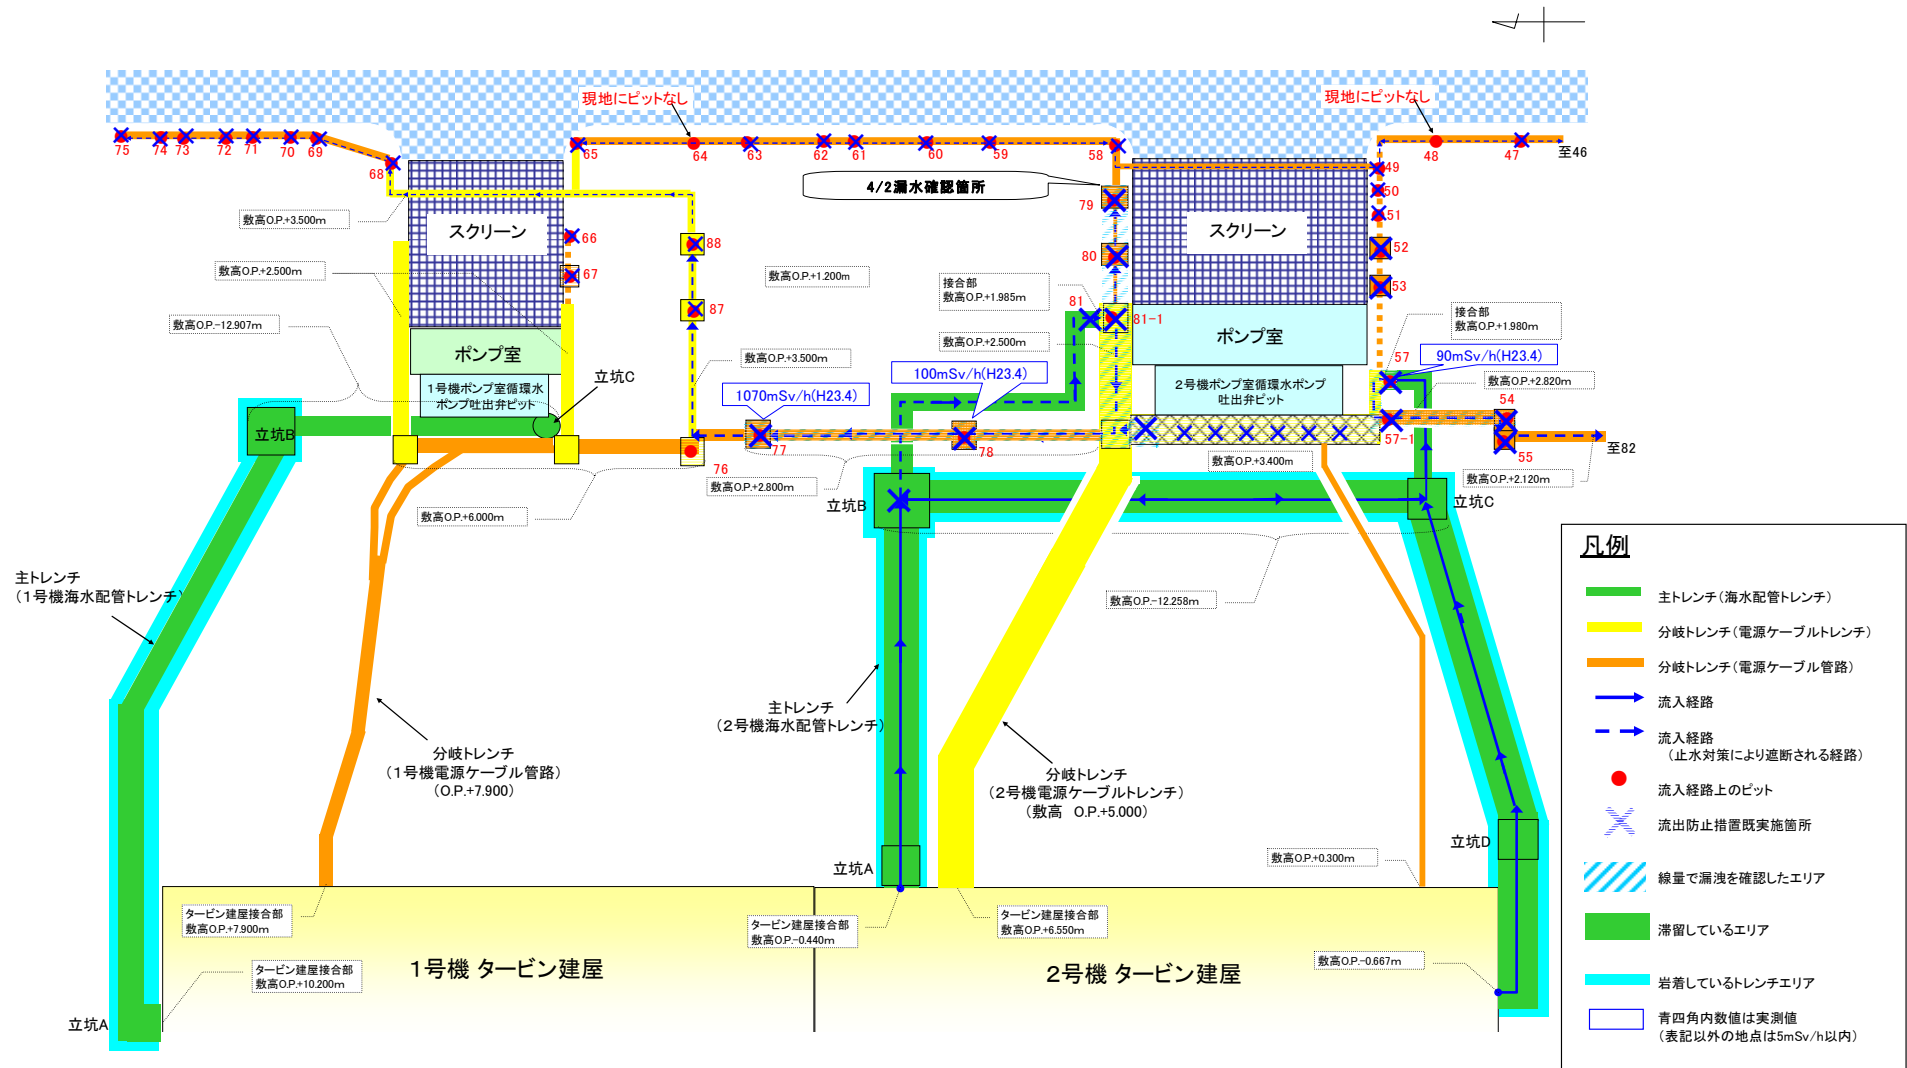 現地にピットなし
現地にピットなし
75
74
73
72
71
70
69
68
65
64
63
62
61
60
59
58
49
48
47
至46
50
51
52
53
4/2漏水確認箇所
79
80
81
81-1
敷高O.P.+3.500m
スクリーン
66
67
88
87
スクリーン
敷高O.P.+2.500m
敷高O.P.+1.200m
接合部
敷高O.P.+1.985m
敷高O.P.-12.907m
ポンプ室
敷高O.P.+3.500m
敷高O.P.+2.500m
ポンプ室
接合部
敷高O.P.+1.980m
57
90mSv/h(H23.4)
100mSv/h(H23.4)
1070mSv/h(H23.4)
1号機ポンプ室循環水
ポンプ吐出弁ピット
立坑C
2号機ポンプ室循環水ポンプ
吐出弁ピット
敷高O.P.+2.820m
54
57-1
55
至82
立坑B
76
77
78
敷高O.P.+2.800m
敷高O.P.+3.400m
敷高O.P.+2.120m
敷高O.P.+6.000m
立坑B
立坑C
主トレンチ
(1号機海水配管トレンチ)
敷高O.P.-12.258m
主トレンチ
(2号機海水配管トレンチ)
分岐トレンチ
(1号機電源ケーブル管路)
(O.P.+7.900)
分岐トレンチ
(2号機電源ケーブルトレンチ)
(敷高 O.P.+5.000)
立坑A
敷高O.P.+0.300m
立坑D
タービン建屋接合部
敷高O.P.+7.900m
タービン建屋接合部
敷高O.P.-0.440m
タービン建屋接合部
敷高O.P.+6.550m
タービン建屋接合部
敷高O.P.+10.200m
1号機 タービン建屋
2号機 タービン建屋
敷高O.P.-0.667m
立坑A
凡例
主トレンチ(海水配管トレンチ)
分岐トレンチ(電源ケーブルトレンチ)
分岐トレンチ(電源ケーブル管路)
流入経路
流入経路
(止水対策により遮断される経路)
流入経路上のピット
流出防止措置既実施箇所
線量で漏洩を確認したエリア
滞留しているエリア
岩着しているトレンチエリア
青四角内数値は実測値
(表記以外の地点は5mSv/h以内)